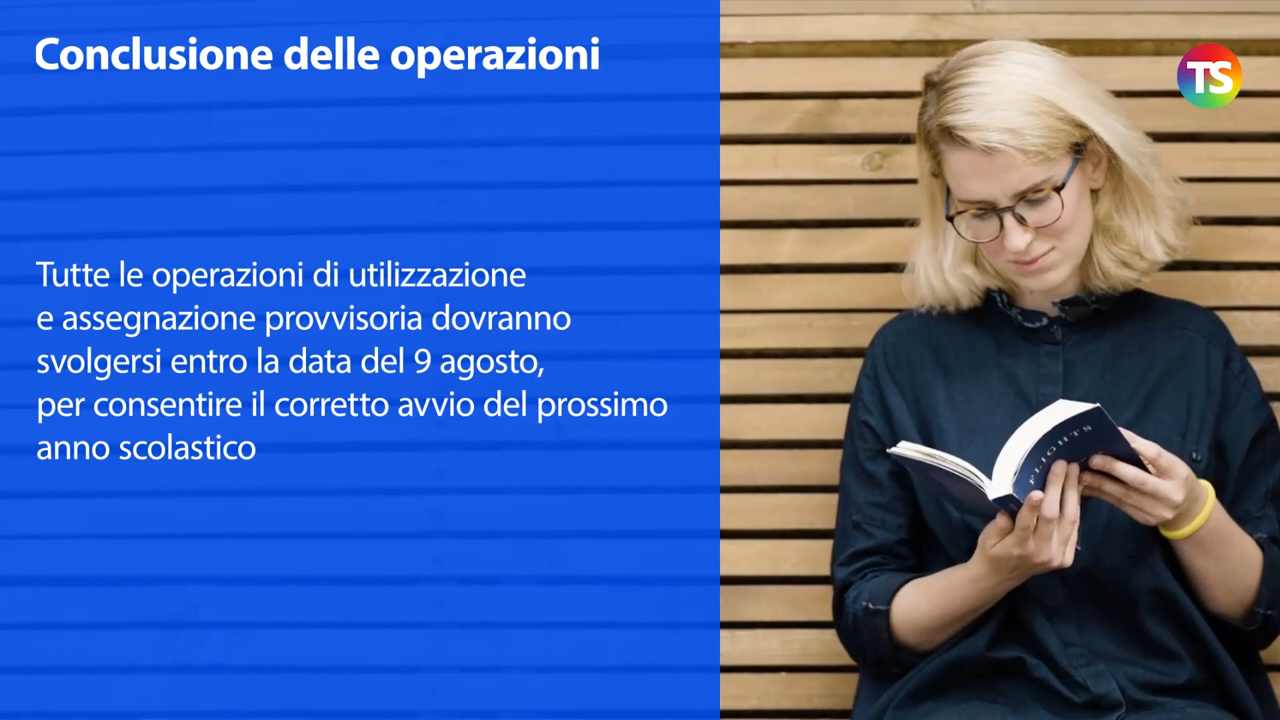 Conclusione delle operazioni
TS
Tutte le operazioni di utilizzazione
e assegnazione provvisoria dovranno
svolgersi entro la data del 9 agosto,
per consentire il corretto avvio del prossimo
anno scolastico
FLIGHTS